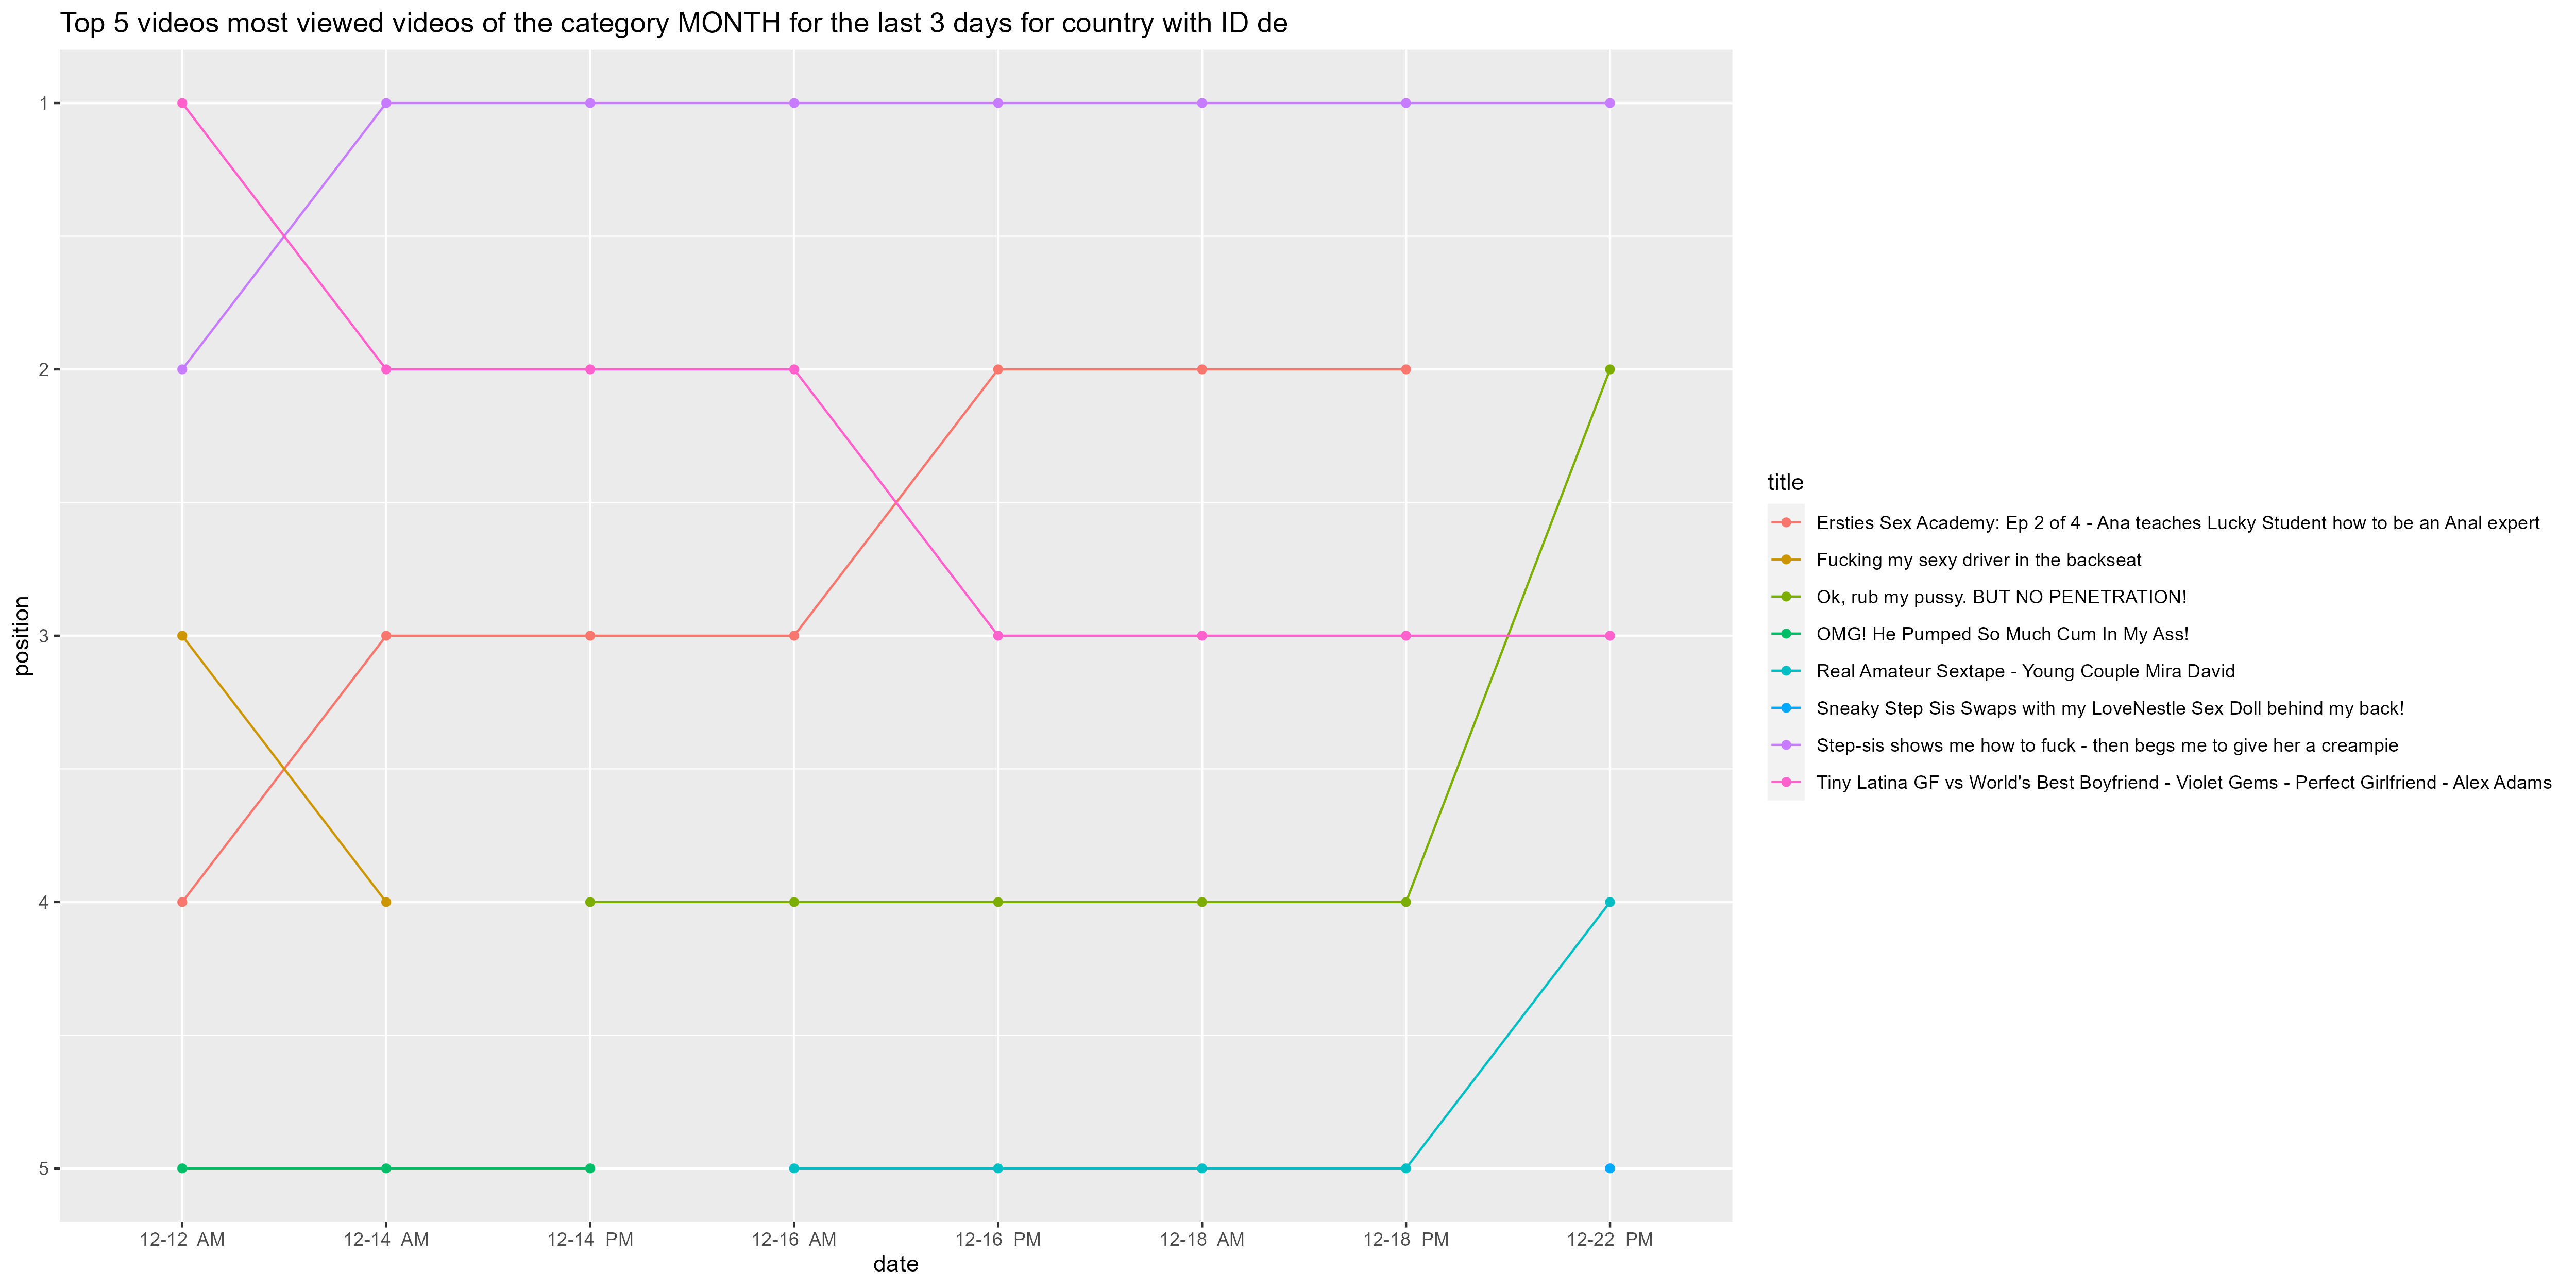 Top 5 videos most viewed videos of the category MONTH for the last 3 days for country with ID de
position
1
2
3
4
5
12-12 AM
12-14 AM
12-14 PM
12-16 AM
12-16 PM
12-18 AM
12-18 PM
12-22 PM
date
title
Ersties Sex Academy: Ep 2 of 4 - Ana teaches Lucky Student how to be an Anal expert
Fucking my sexy driver in the backseat
Ok, rub my pussy. BUT NO PENETRATION!
OMG! He Pumped So Much Cum In My Ass!
Real Amateur Sextape - Young Couple Mira David
Sneaky Step Sis Swaps with my LoveNestle Sex Doll behind my back!
Step-sis shows me how to fuck - then begs me to give her a creampie
Tiny Latina GF vs World's Best Boyfriend - Violet Gems - Perfect Girlfriend - Alex Adams